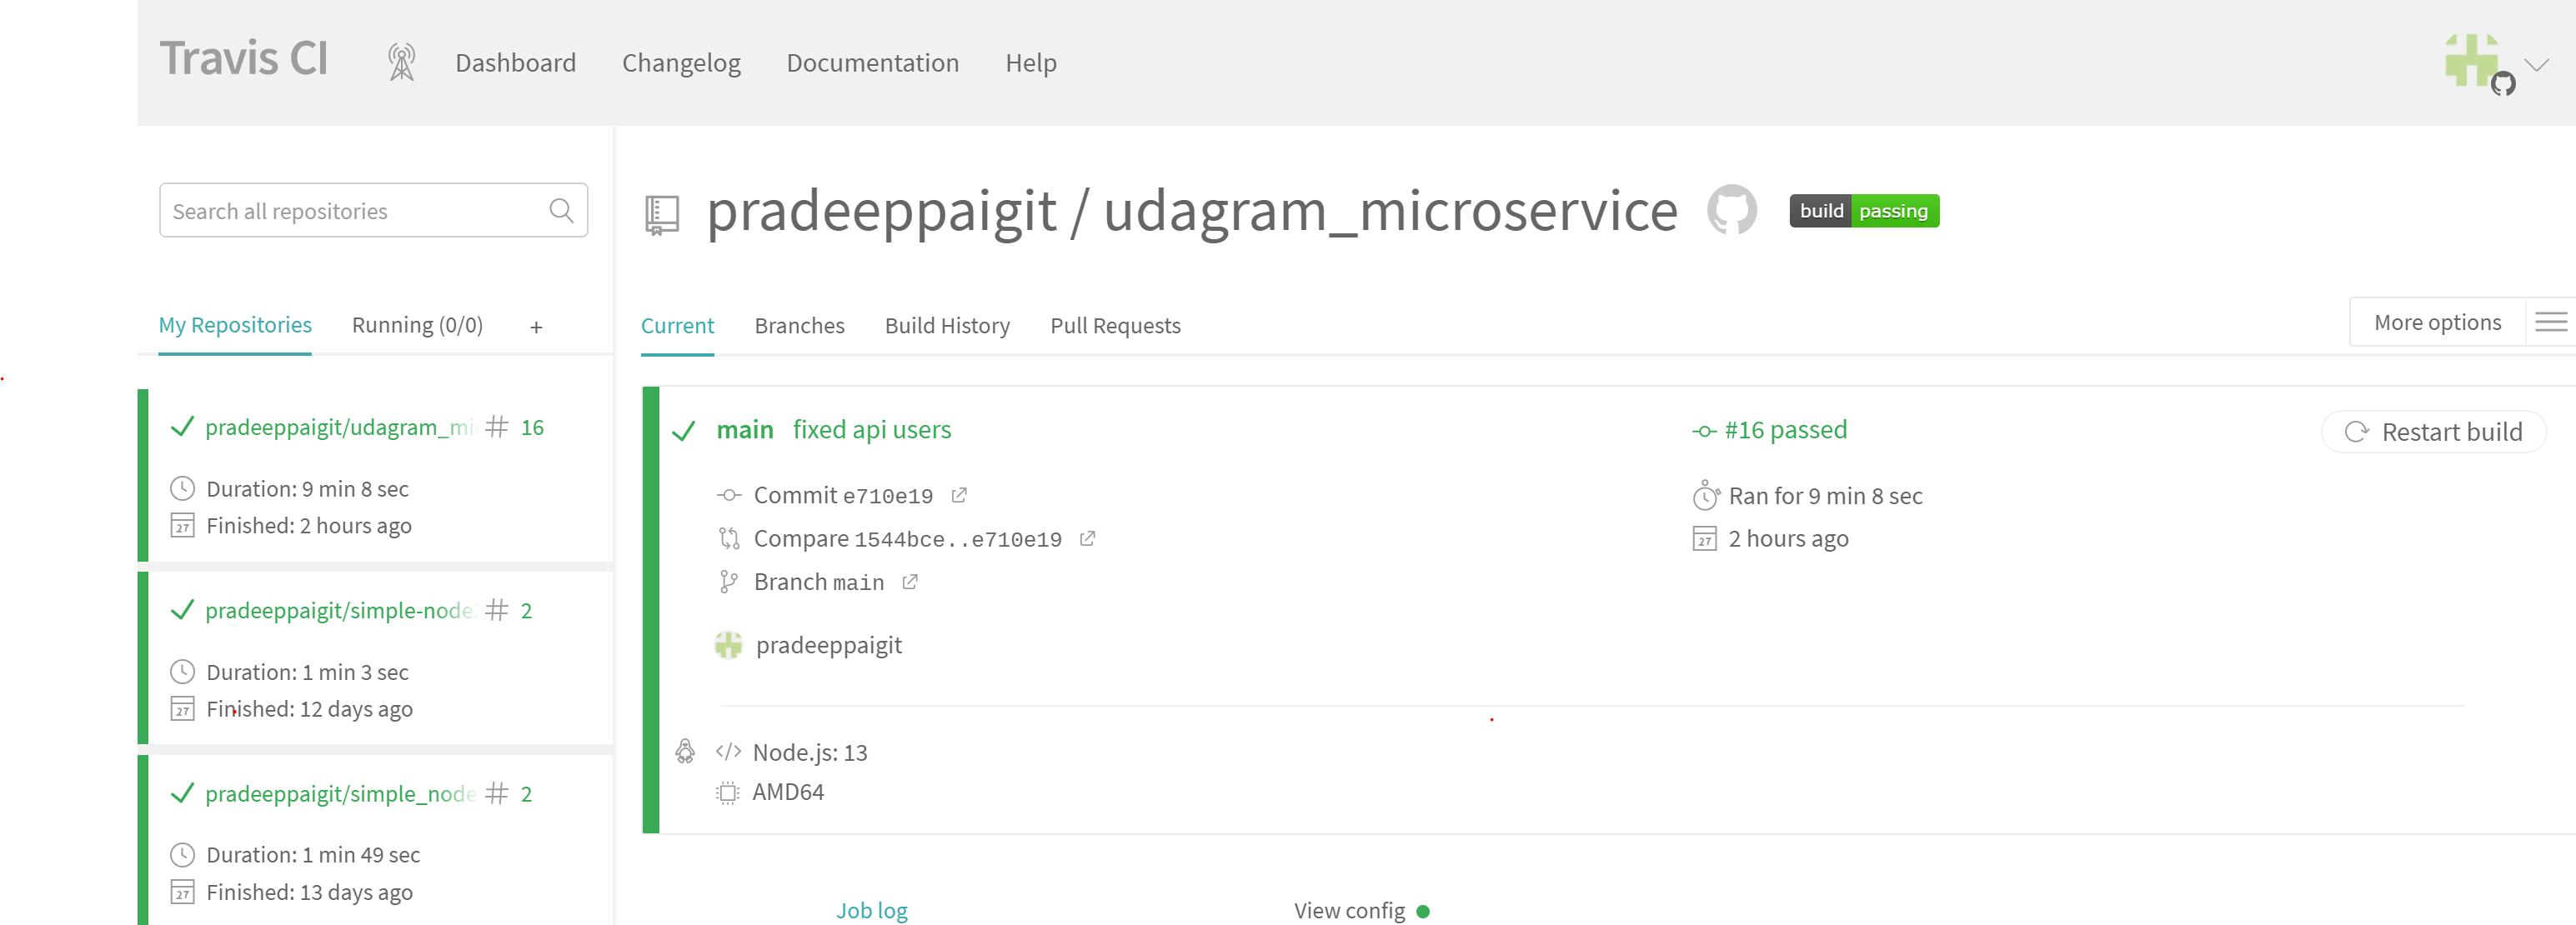 Travis CI
Dashboard
Changelog
Documentation
Help
Search all repositories
My Repositories
Running (0/0)
+
pradeeppaigit/udagram_mi # 16
Duration: 9 min 8 sec
27 Finished: 2 hours ago
pradeeppaigit/simple-node # 2
Duration: 1 min 3 sec
27 Finished: 12 days ago
pradeeppaigit/simple_node # 2
Duration: 1 min 49 sec
27 Finished: 13 days ago
pradeeppaigit / udagram_microservice
build passing
Current
Branches
Build History
Pull Requests
More options
main fixed api users
Commit e710e19
Compare 1544bce..e710e19
Branch main
pradeeppaigit
#16 passed
Ran for 9 min 8 sec
27 2 hours ago
Restart build
</> Node.js: 13
AMD64
Job log
View config